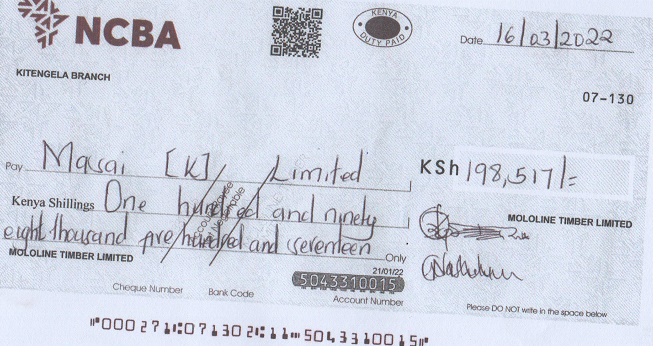 NCBA
KENYA
DUTY PAID
Date 16/03/2022
KITENGELA BRANCH
07-130
Pay Masai [K] Limited
KSh 198,517/=
Kenya Shillings One hundred and ninety
eight thousand five hundred and seventeen Only
MOLOLINE TIMBER LIMITED
MOLOLINE TIMBER LIMITED
21/01/22
5043310015
Cheque Number Bank Code Account Number
Please DO NOT write in the space below
⑈000271⑆071302⑆11⑉5043310015⑈